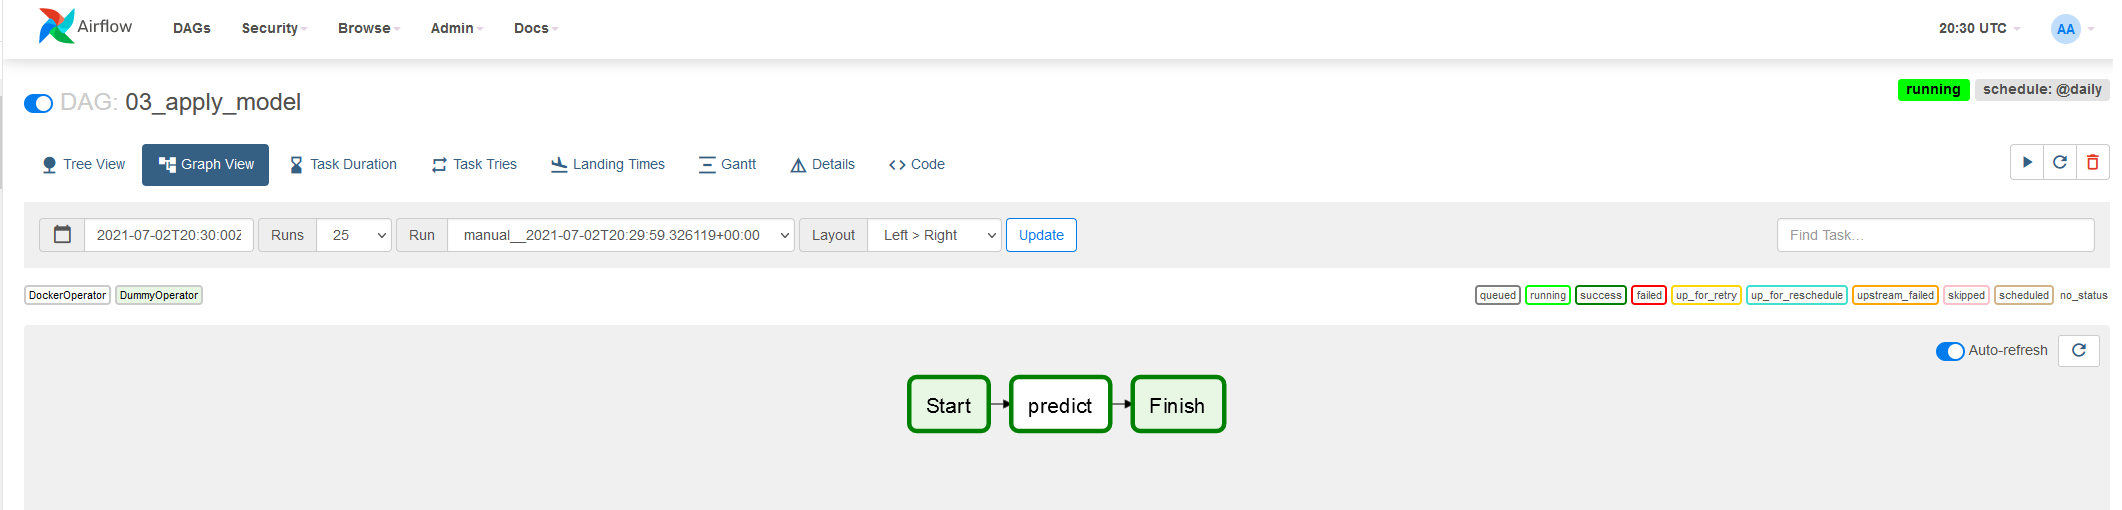 Airflow DAGs Security Browse Admin Docs 20:30 UTC AA
DAG: 03_apply_model running schedule: @daily
Tree View Graph View Task Duration Task Tries Landing Times Gantt Details Code
2021-07-02T20:30:00Z Runs 25 Run manual__2021-07-02T20:29:59.326119+00:00 Layout Left > Right Update Find Task...
DockerOperator DummyOperator queued running success failed up_for_retry up_for_reschedule upstream_failed skipped scheduled no_status
Auto-refresh
Start predict Finish